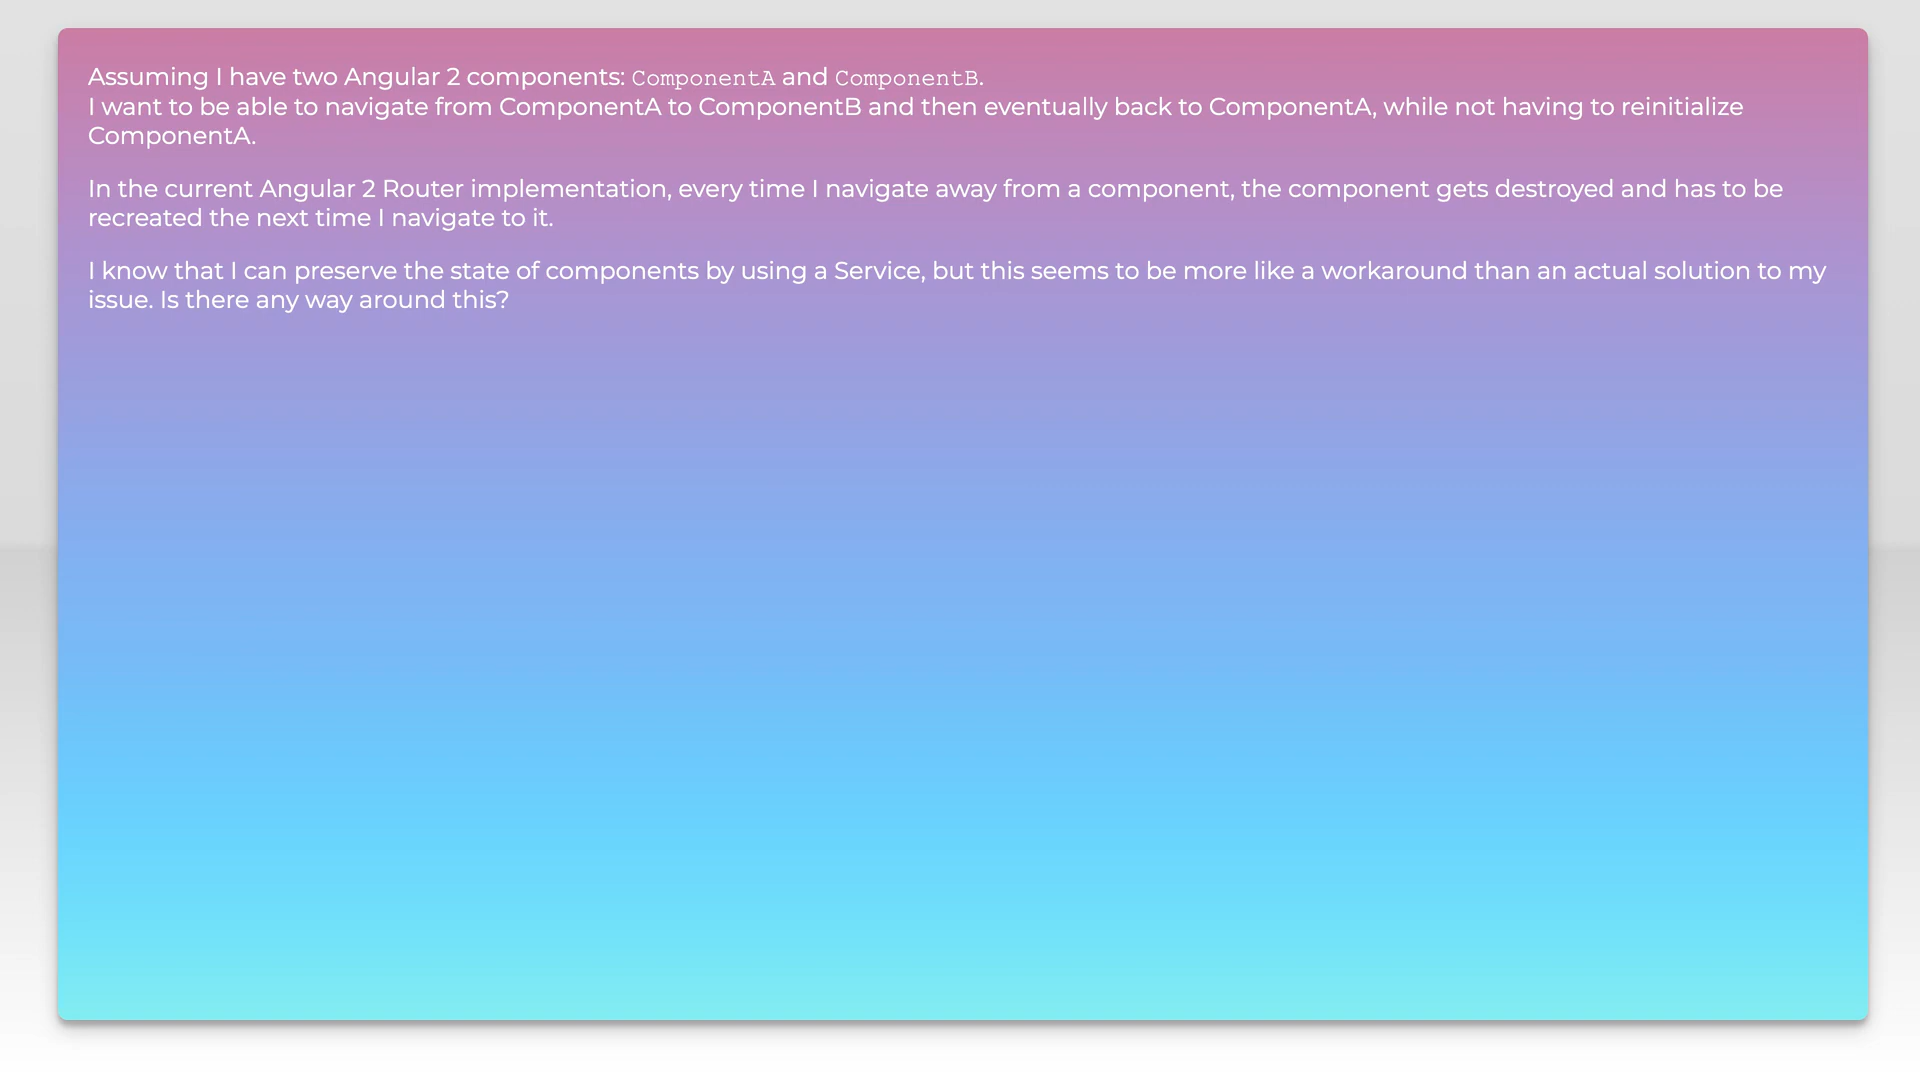 Assuming I have two Angular 2 components: ComponentA and ComponentB.
I want to be able to navigate from ComponentA to ComponentB and then eventually back to ComponentA, while not having to reinitialize
ComponentA.
In the current Angular 2 Router implementation, every time I navigate away from a component, the component gets destroyed and has to be
recreated the next time I navigate to it.
I know that I can preserve the state of components by using a Service, but this seems to be more like a workaround than an actual solution to my
issue. Is there any way around this?